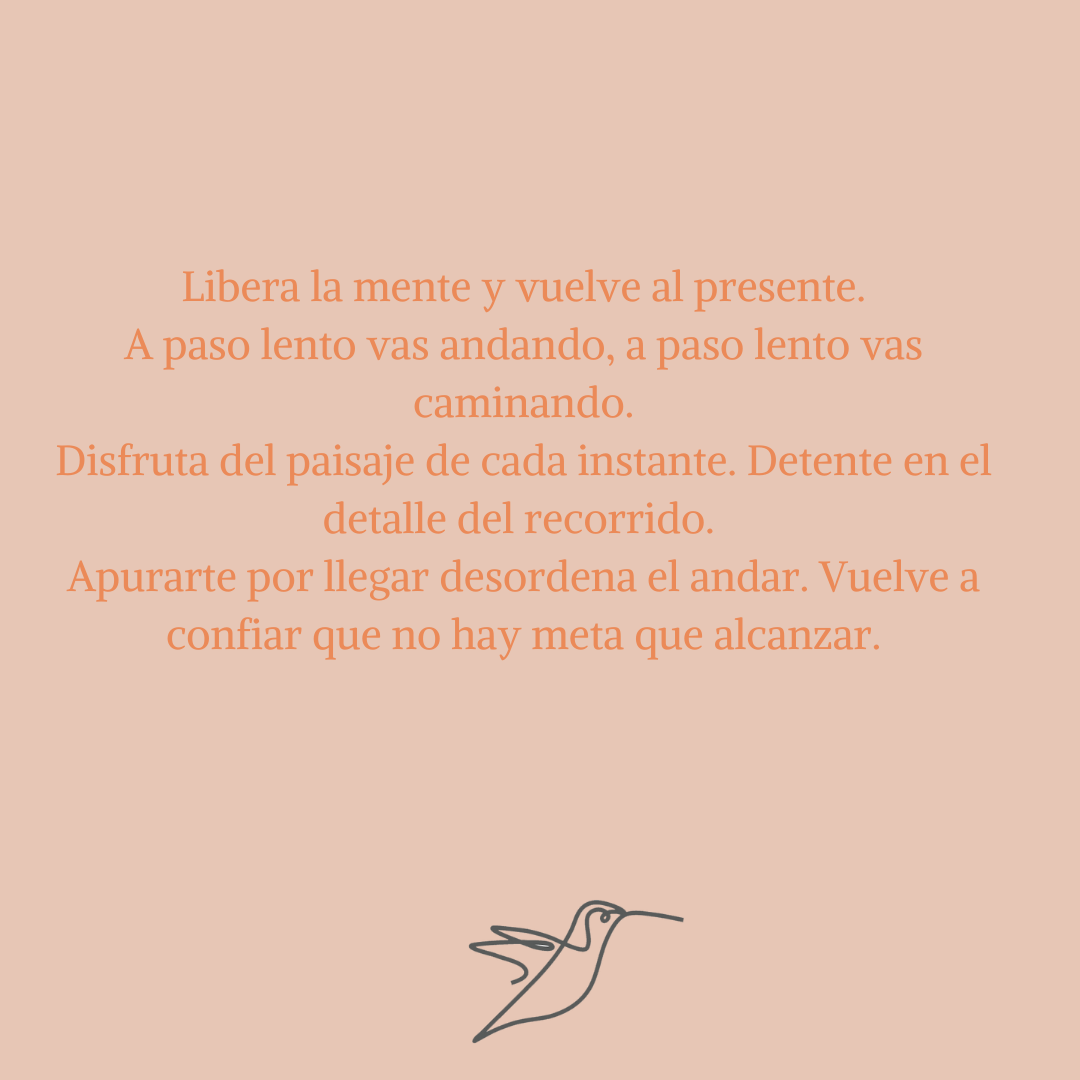 Libera la mente y vuelve al presente.
A paso lento vas andando, a paso lento vas
caminando.
Disfruta del paisaje de cada instante. Detente en el
detalle del recorrido.
Apurarte por llegar desordena el andar. Vuelve a
confiar que no hay meta que alcanzar.